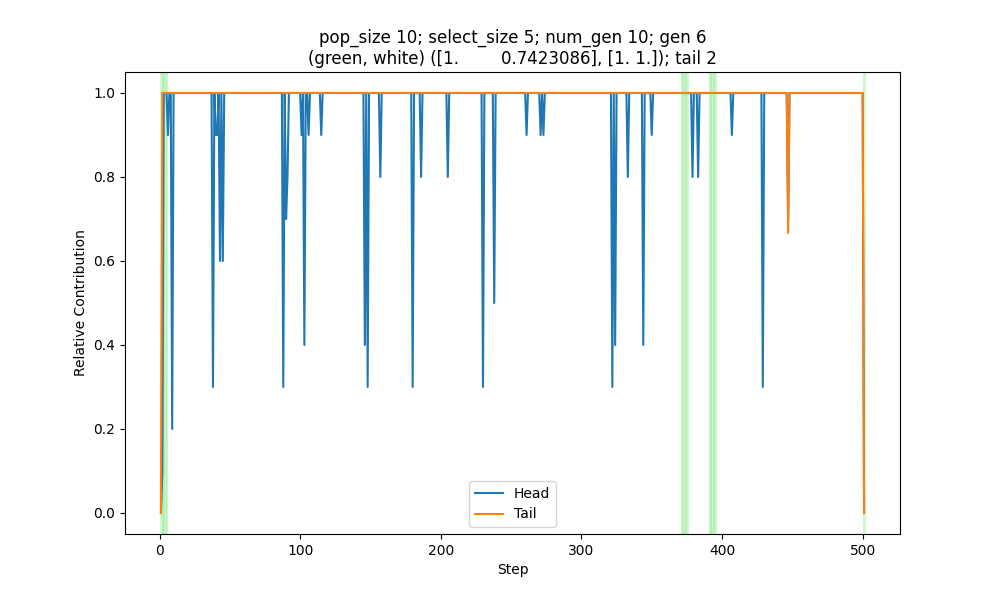 pop_size 10; select_size 5; num_gen 10; gen 6
(green, white) ([1.        0.7423086], [1. 1.]); tail 2
1.0
0.8
0.6
0.4
0.2
0.0
Relative Contribution
Head
Tail
0
100
200
300
400
500
Step